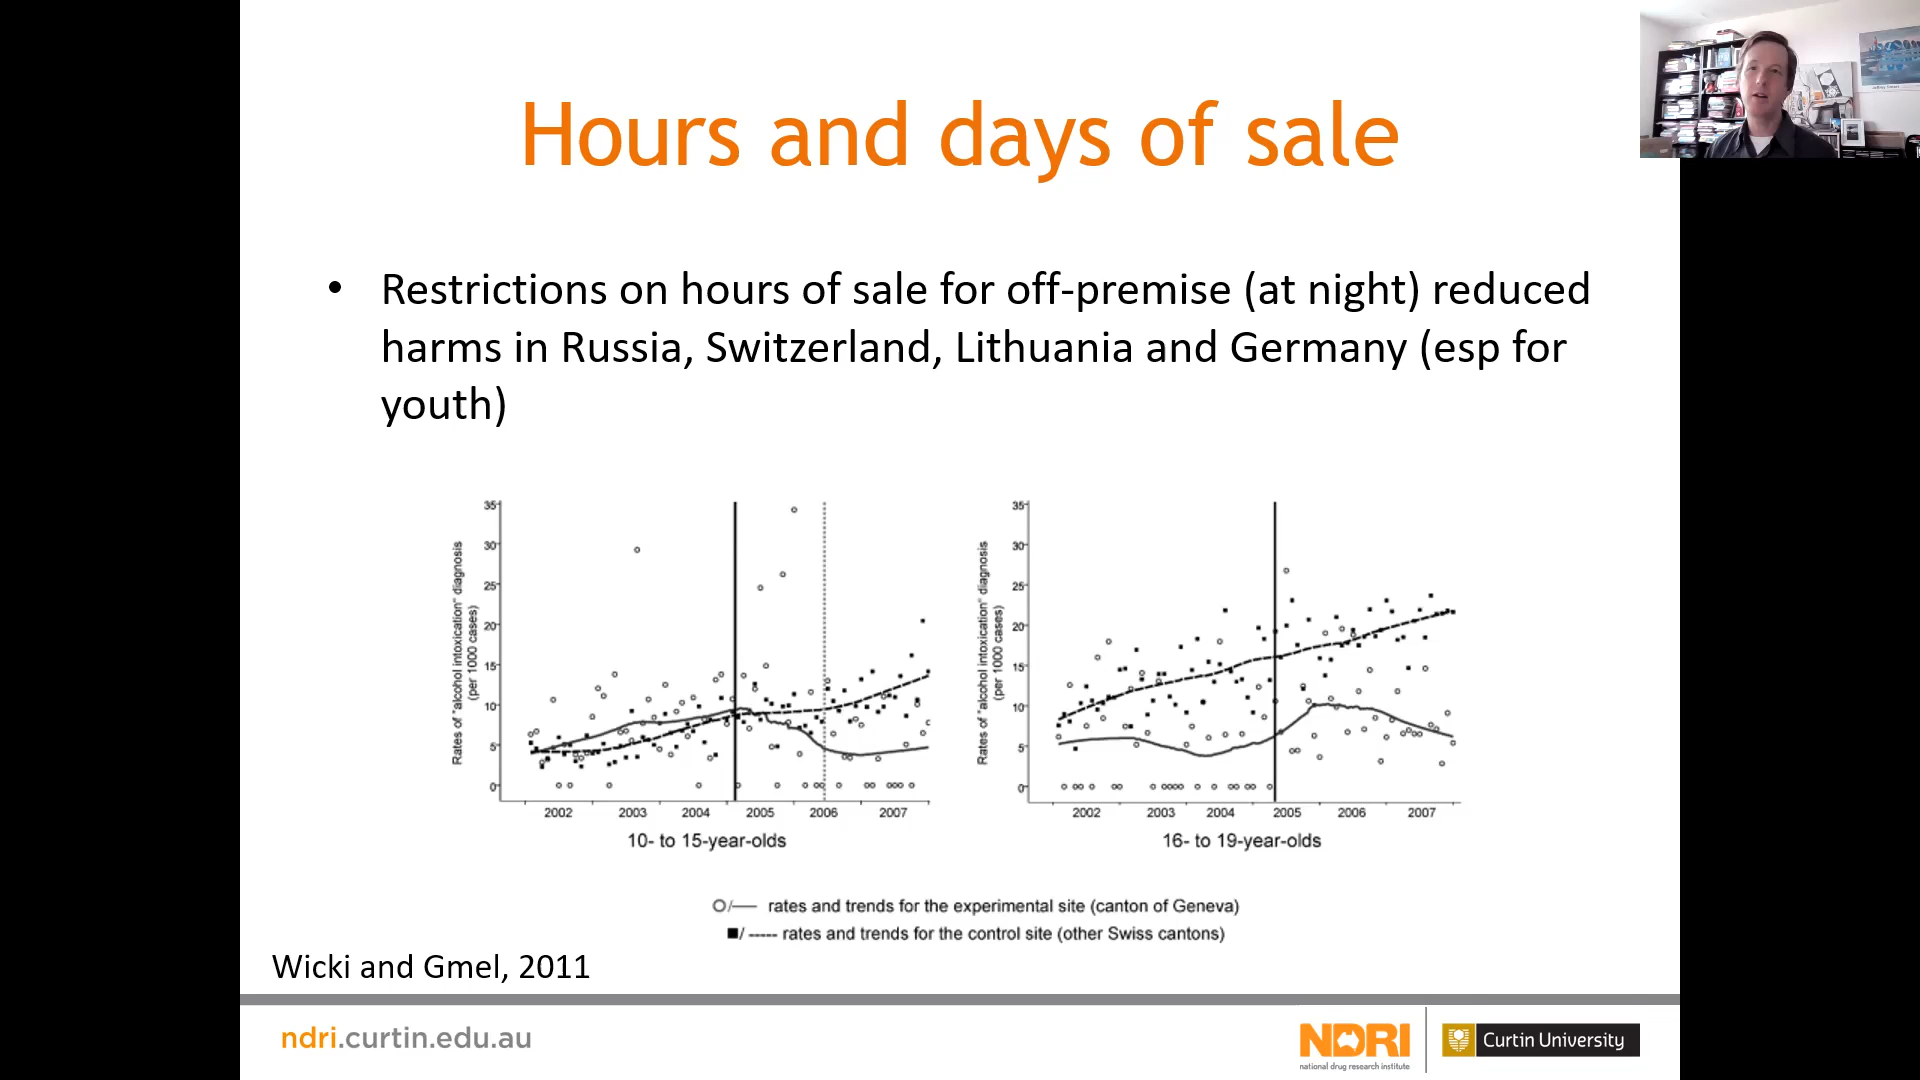 Hours and days of sale
• Restrictions on hours of sale for off-premise (at night) reduced
harms in Russia, Switzerland, Lithuania and Germany (esp for
youth)
Rates of "alcohol intoxication" diagnosis
(per 1000 cases)
35
30
25
20
15
10
5
0
2002 2003 2004 2005 2006 2007
10- to 15-year-olds
Rates of "alcohol intoxication" diagnosis
(per 1000 cases)
35
30
25
20
15
10
5
0
2002 2003 2004 2005 2006 2007
16- to 19-year-olds
O/— rates and trends for the experimental site (canton of Geneva)
■/ ----- rates and trends for the control site (other Swiss cantons)
Wicki and Gmel, 2011
ndri.curtin.edu.au
NDRI
national drug research institute
Curtin University